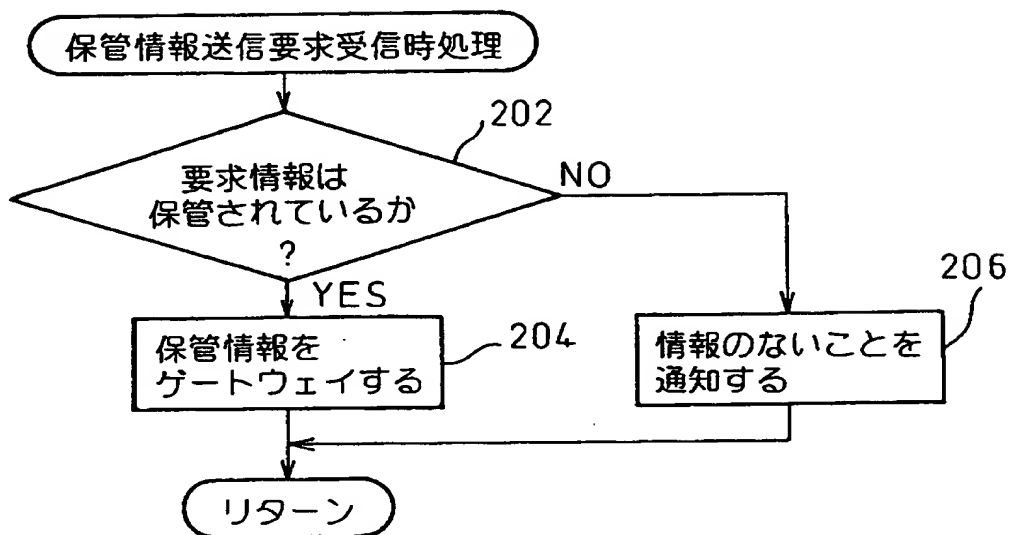 保管情報送信要求受信時処理
202
要求情報は
保管されているか
?
NO
YES
206
保管情報を
ゲートウェイする
204
情報のないことを
通知する
リターン